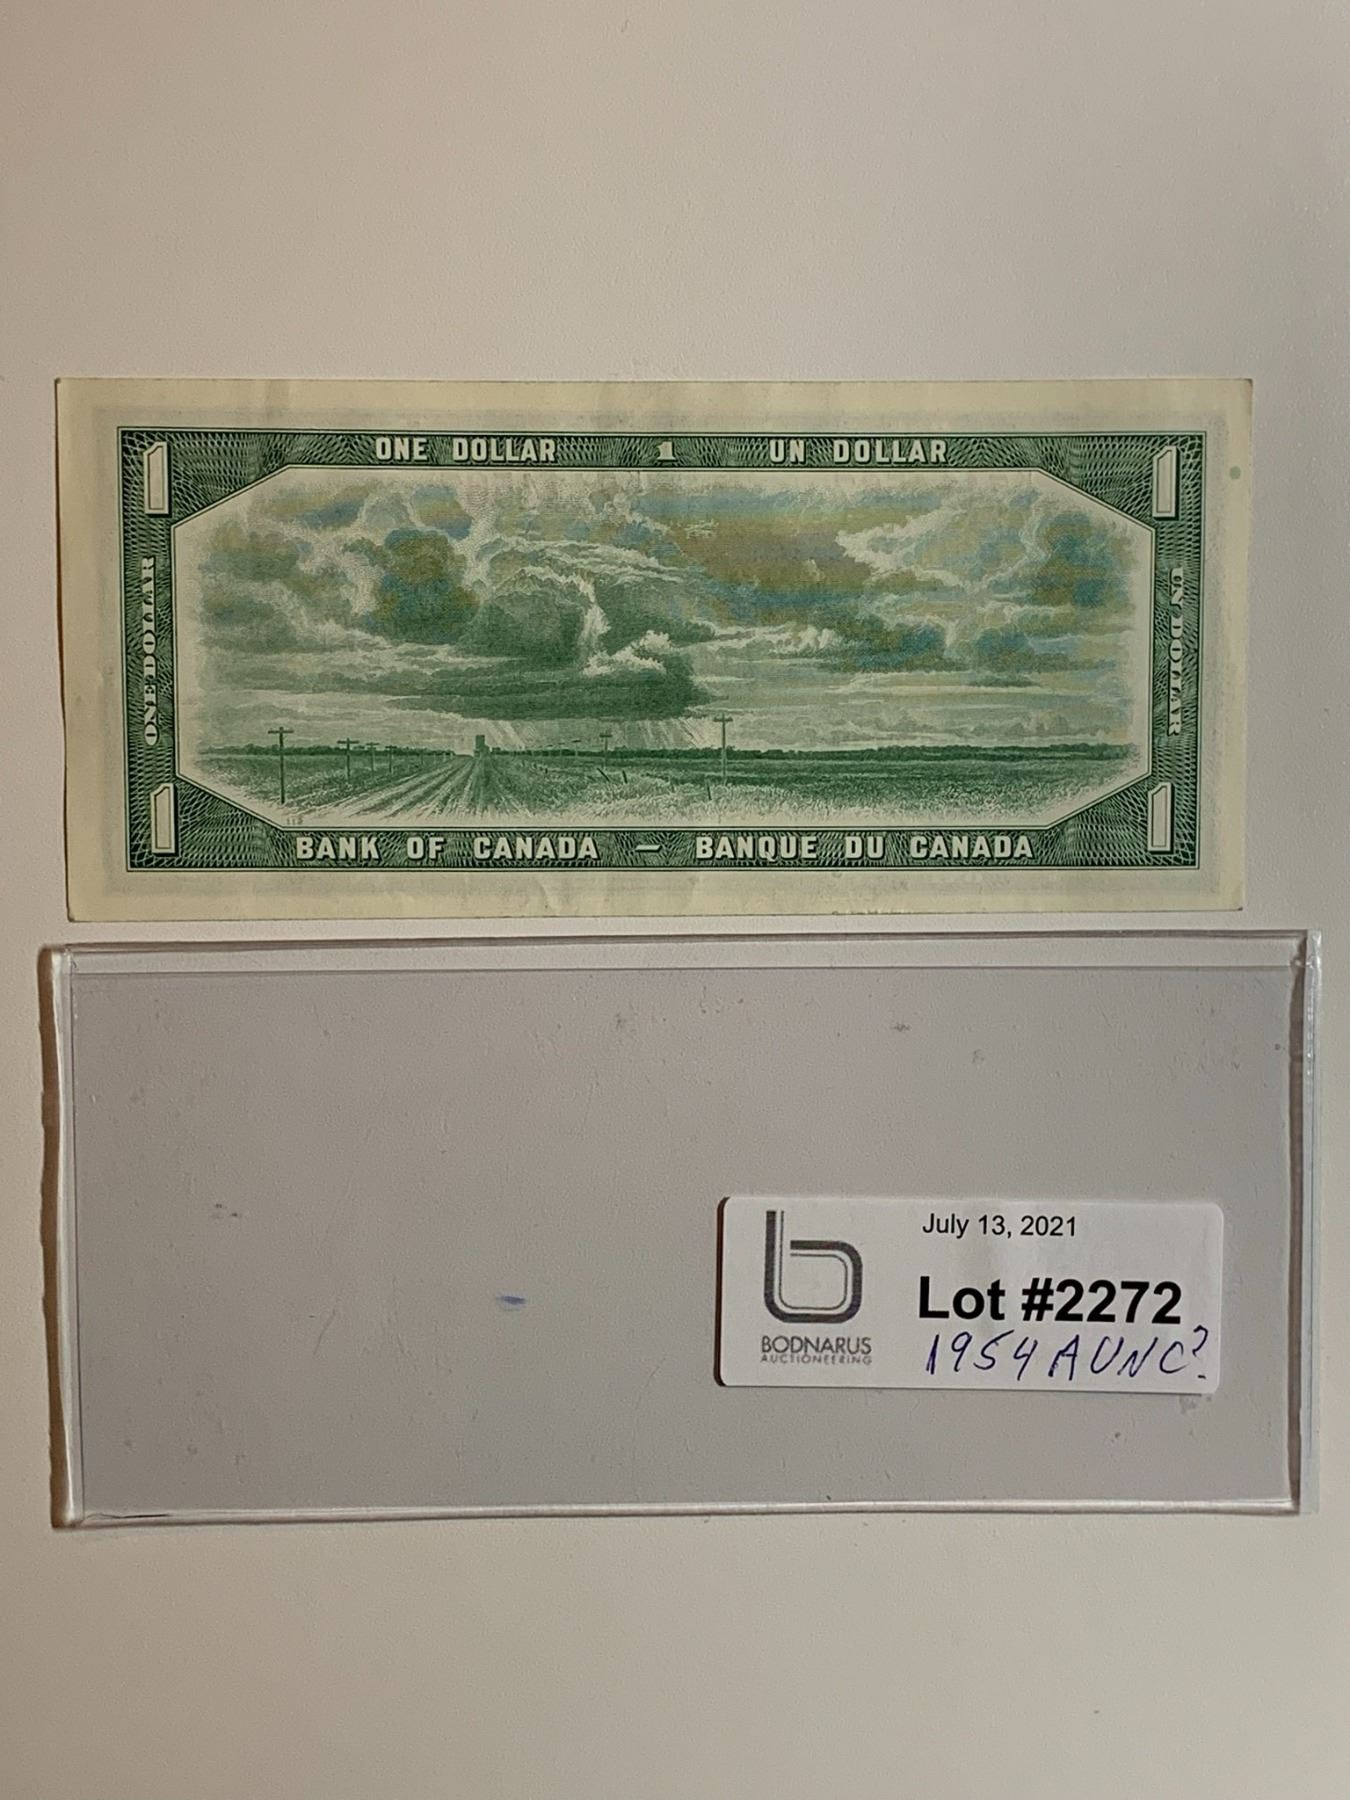 ONE DOLLAR 1 UN DOLLAR
1 1
ONE DOLLAR UN DOLLAR
1 1
BANK OF CANADA — BANQUE DU CANADA
July 13, 2021
Lot #2272
BODNARUS
AUCTIONEERING
1954 AUNC?